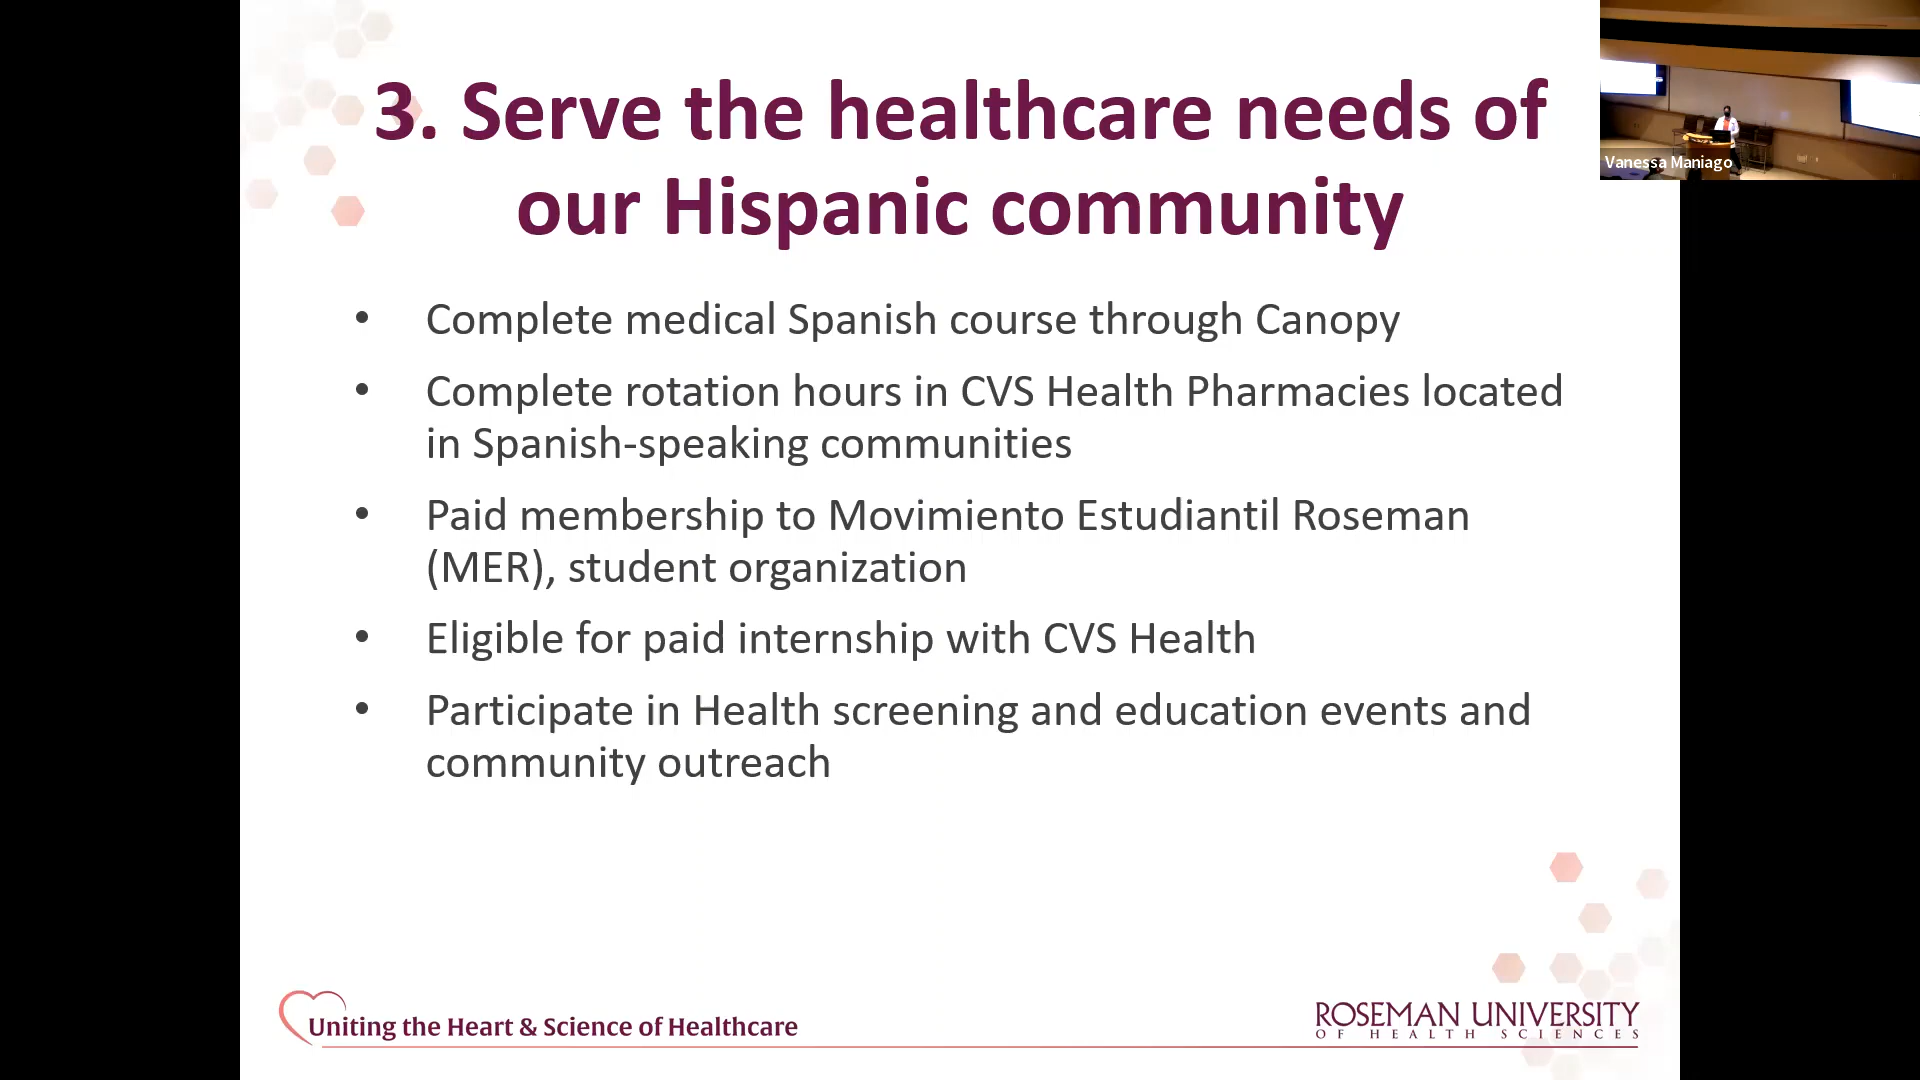 3. Serve the healthcare needs of
our Hispanic community
Vanessa Maniago
• Complete medical Spanish course through Canopy
• Complete rotation hours in CVS Health Pharmacies located
in Spanish-speaking communities
• Paid membership to Movimiento Estudiantil Roseman
(MER), student organization
• Eligible for paid internship with CVS Health
• Participate in Health screening and education events and
community outreach
Uniting the Heart & Science of Healthcare
ROSEMAN UNIVERSITY
OF HEALTH SCIENCES